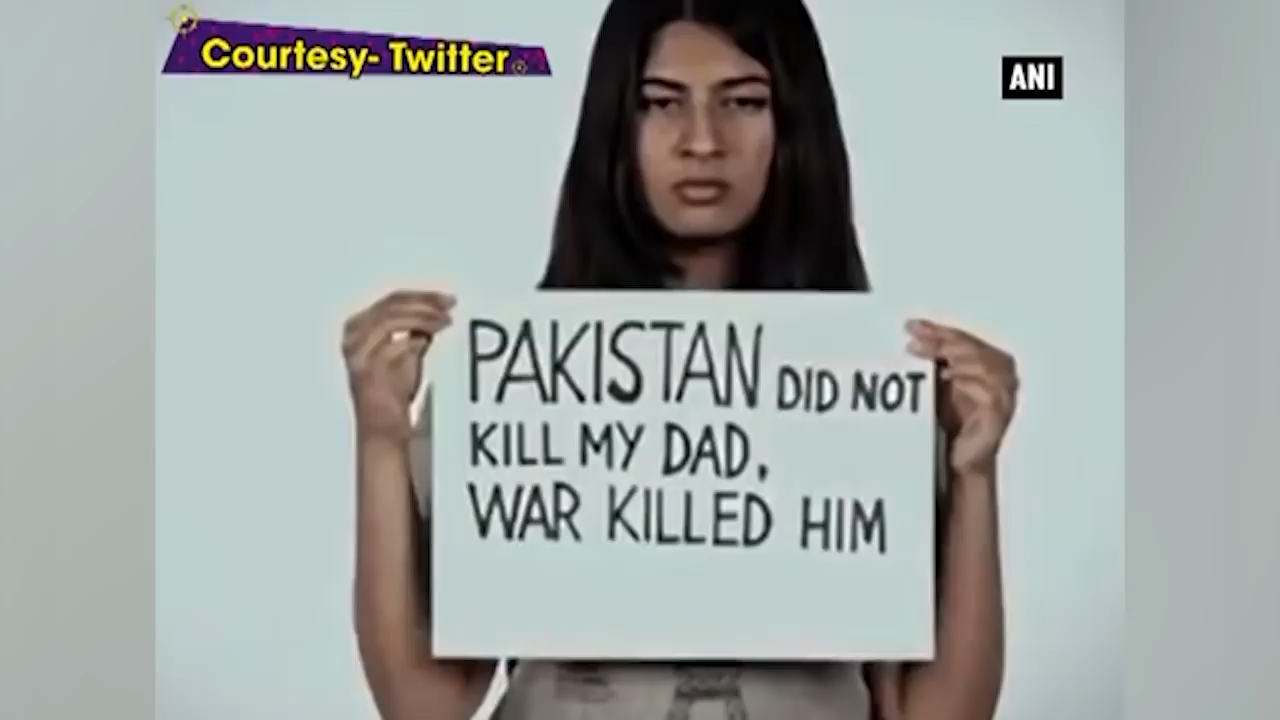 Courtesy- Twitter
ANI
PAKISTAN DID NOT
KILL MY DAD,
WAR KILLED HIM